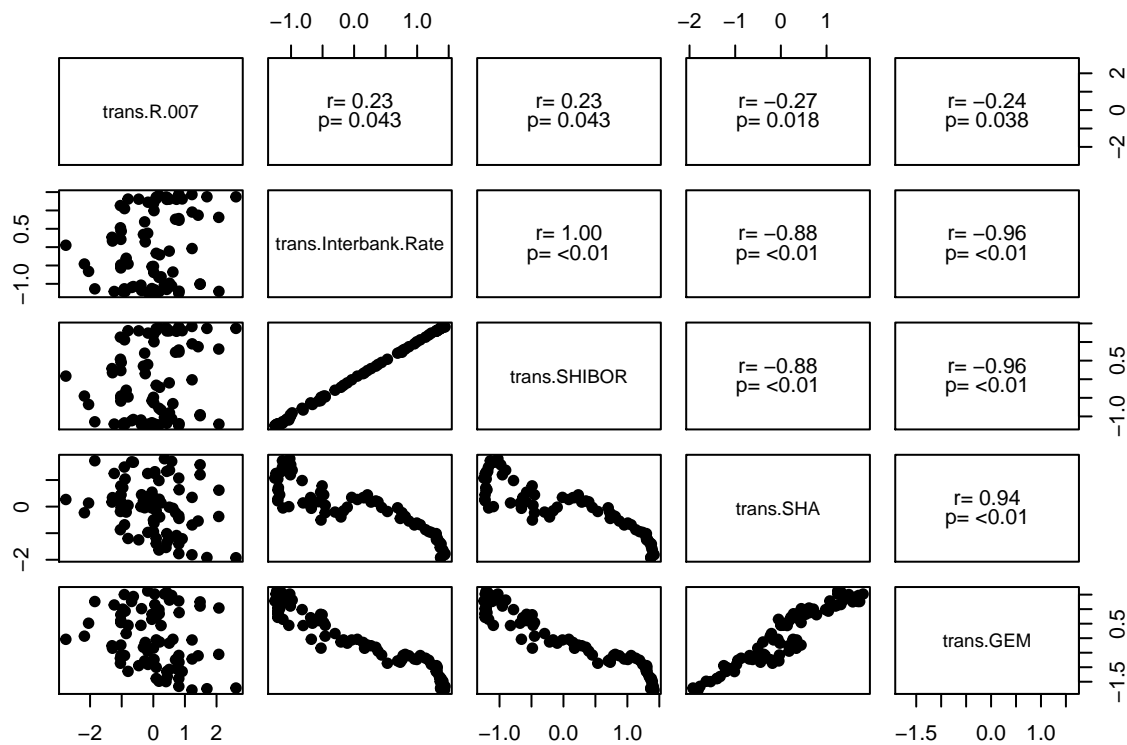 −1.0 0.0 1.0 −2 −1 0 1
trans.R.007 r= 0.23 r= 0.23 r= −0.27 r= −0.24
p= 0.043 p= 0.043 p= 0.018 p= 0.038
2
0
−2
0.5
−1.0
trans.Interbank.Rate r= 1.00 r= −0.88 r= −0.96
p= <0.01 p= <0.01 p= <0.01
trans.SHIBOR r= −0.88 r= −0.96
p= <0.01 p= <0.01
0.5
−1.0
0
−2
trans.SHA r= 0.94
p= <0.01
trans.GEM
0.5
−1.5
−2 0 1 2 −1.0 0.0 1.0 −1.5 0.0 1.0